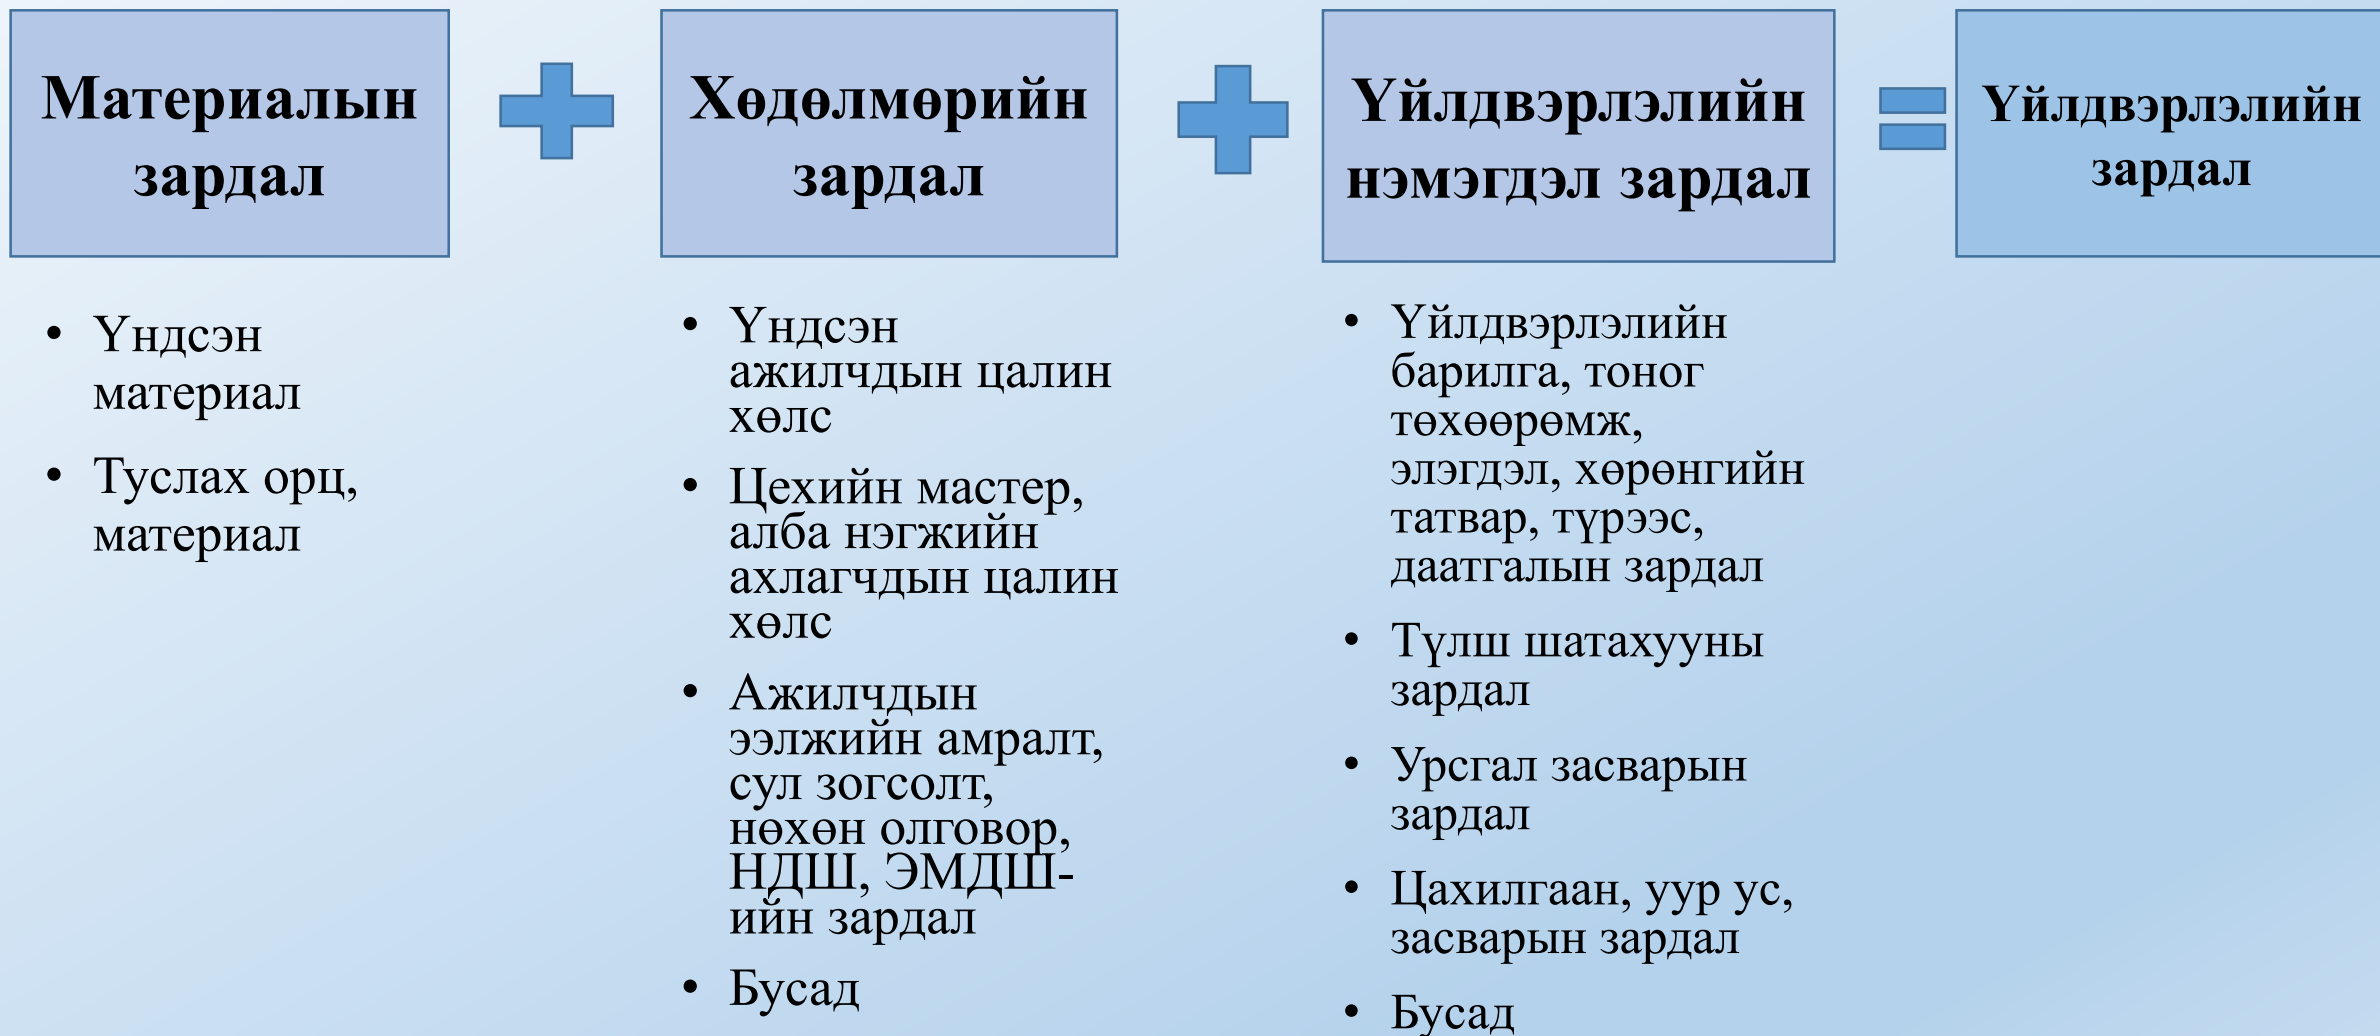 Материалын
зардал
Хөдөлмөрийн
зардал
Үйлдвэрлэлийн
нэмэгдэл зардал
Үйлдвэрлэлийн
зардал
• Үндсэн
материал
• Туслах орц,
материал
• Үндсэн
ажилчдын цалин
хөлс
• Цехийн мастер,
алба нэгжийн
ахлагчдын цалин
хөлс
• Ажилчдын
ээлжийн амралт,
сул зогсолт,
нөхөн олговор,
НДШ, ЭМДШ-
ийн зардал
• Бусад
• Үйлдвэрлэлийн
барилга, тоног
төхөөрөмж,
элэгдэл, хөрөнгийн
татвар, түрээс,
даатгалын зардал
• Түлш шатахууны
зардал
• Урсгал засварын
зардал
• Цахилгаан, уур ус,
засварын зардал
• Бусад